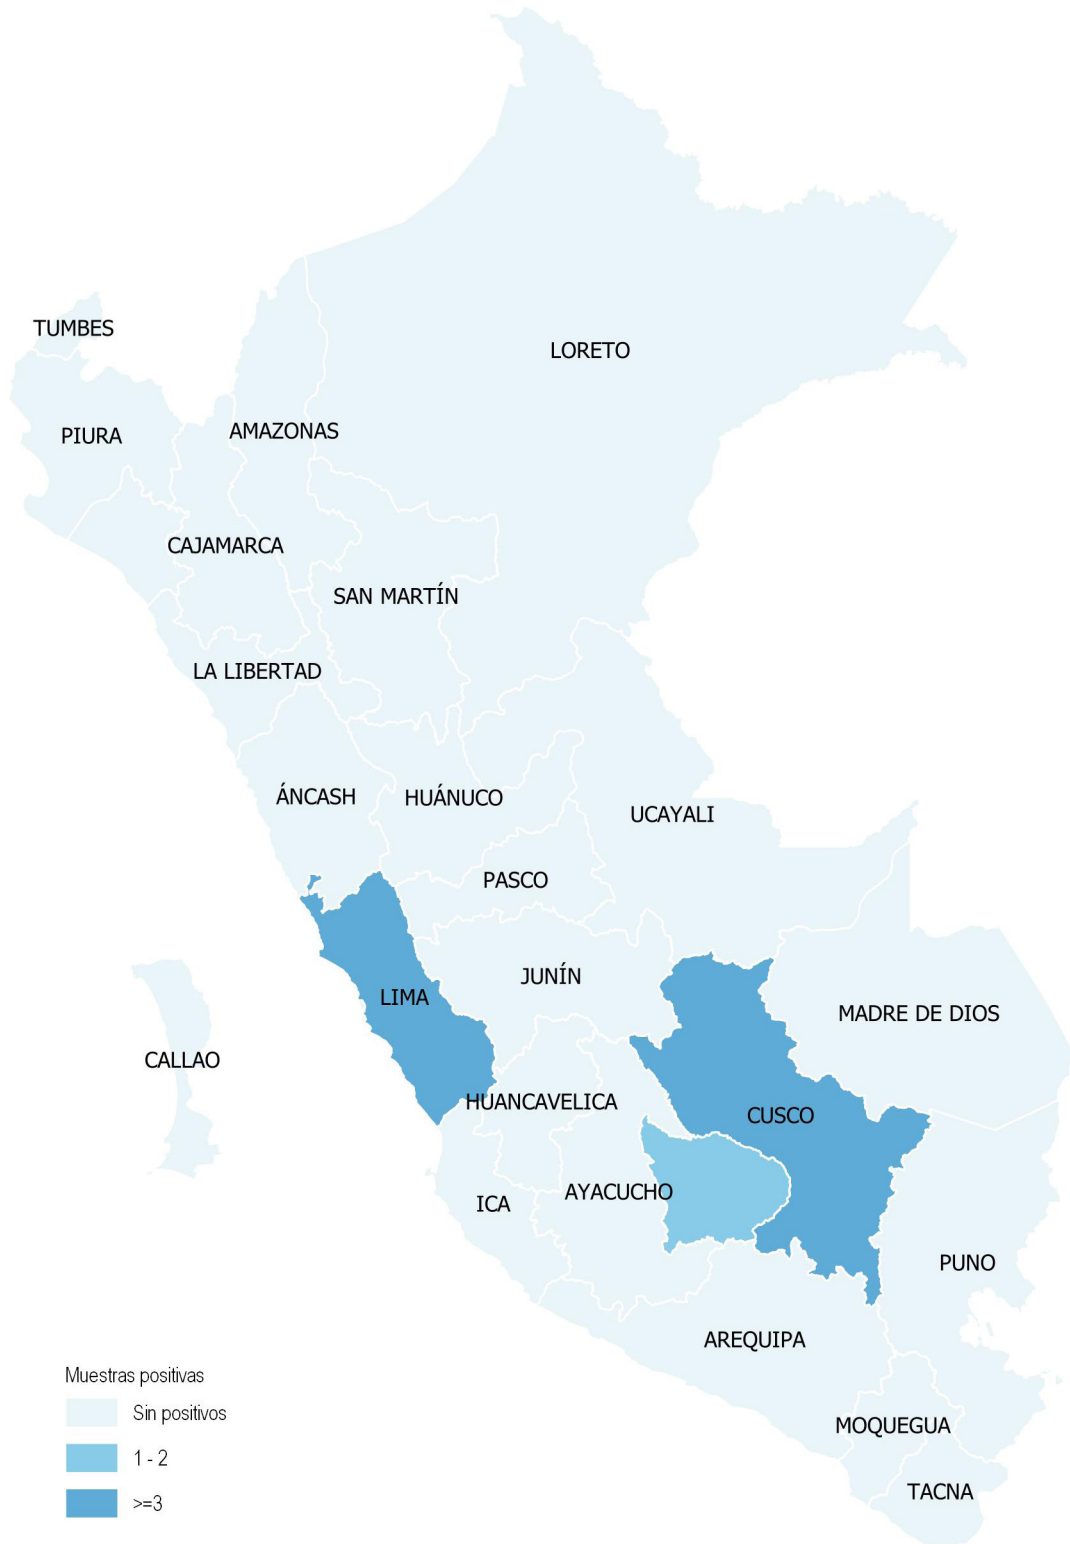 LORETO
TUMBES
AMAZONAS
PIURA
CAJAMARCA
SAN MARTÍN
LA LIBERTAD
ÁNCASH
HUÁNUCO
UCAYALI
PASCO
JUNÍN
LIMA
MADRE DE DIOS
CALLAO
HUANCAVELICA
CUSCO
AYACUCHO
ICA
PUNO
AREQUIPA
MOQUEGUA
TACNA
Muestras positivas
Sin positivos
1 - 2
>=3